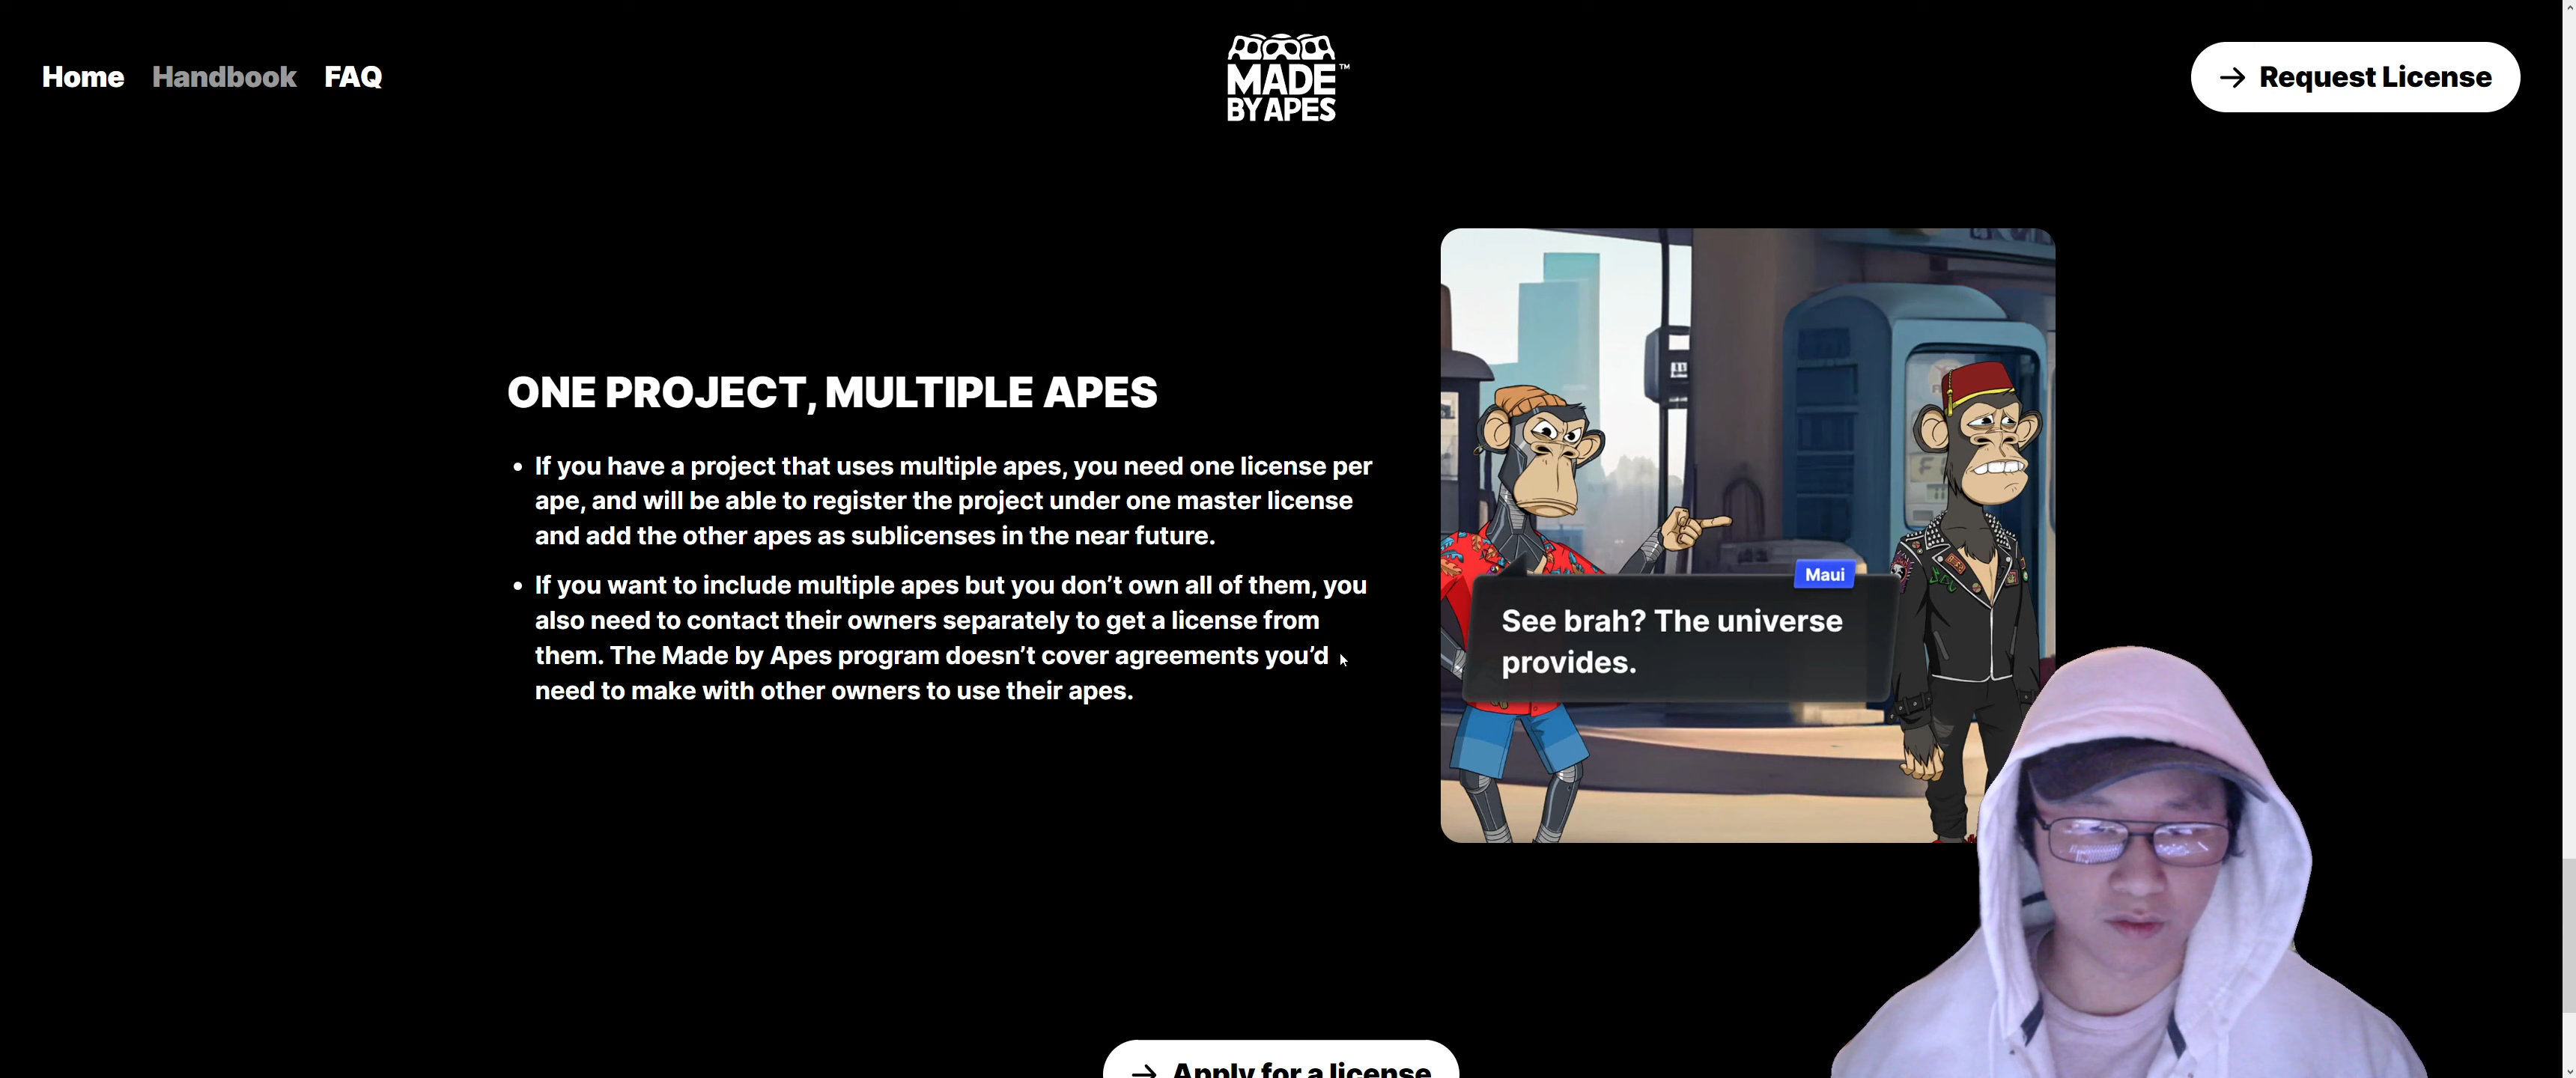 Home Handbook FAQ
MADE™
BY APES
→ Request License
ONE PROJECT, MULTIPLE APES
• If you have a project that uses multiple apes, you need one license per
ape, and will be able to register the project under one master license
and add the other apes as sublicenses in the near future.
• If you want to include multiple apes but you don’t own all of them, you
also need to contact their owners separately to get a license from
them. The Made by Apes program doesn’t cover agreements you’d
need to make with other owners to use their apes.
Maui
See brah? The universe
provides.
→ Apply for a license